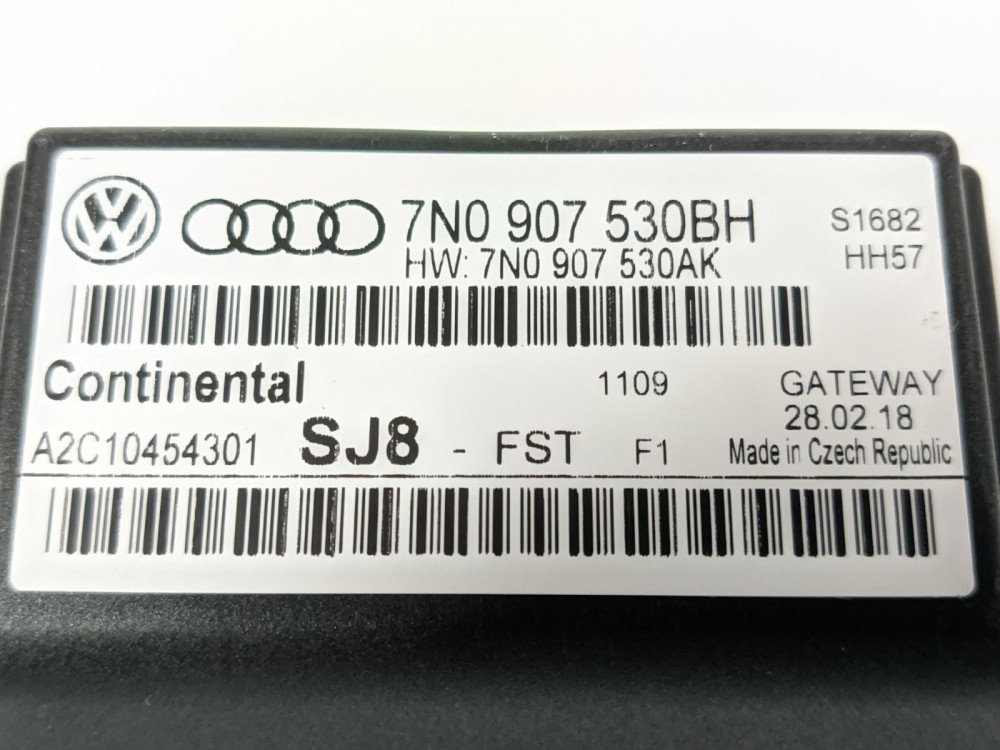 7N0 907 530BH S1682
HW: 7N0 907 530AK HH57
Continental 1109 GATEWAY
28.02.18
A2C10454301 SJ8 - FST F1 Made in Czech Republic